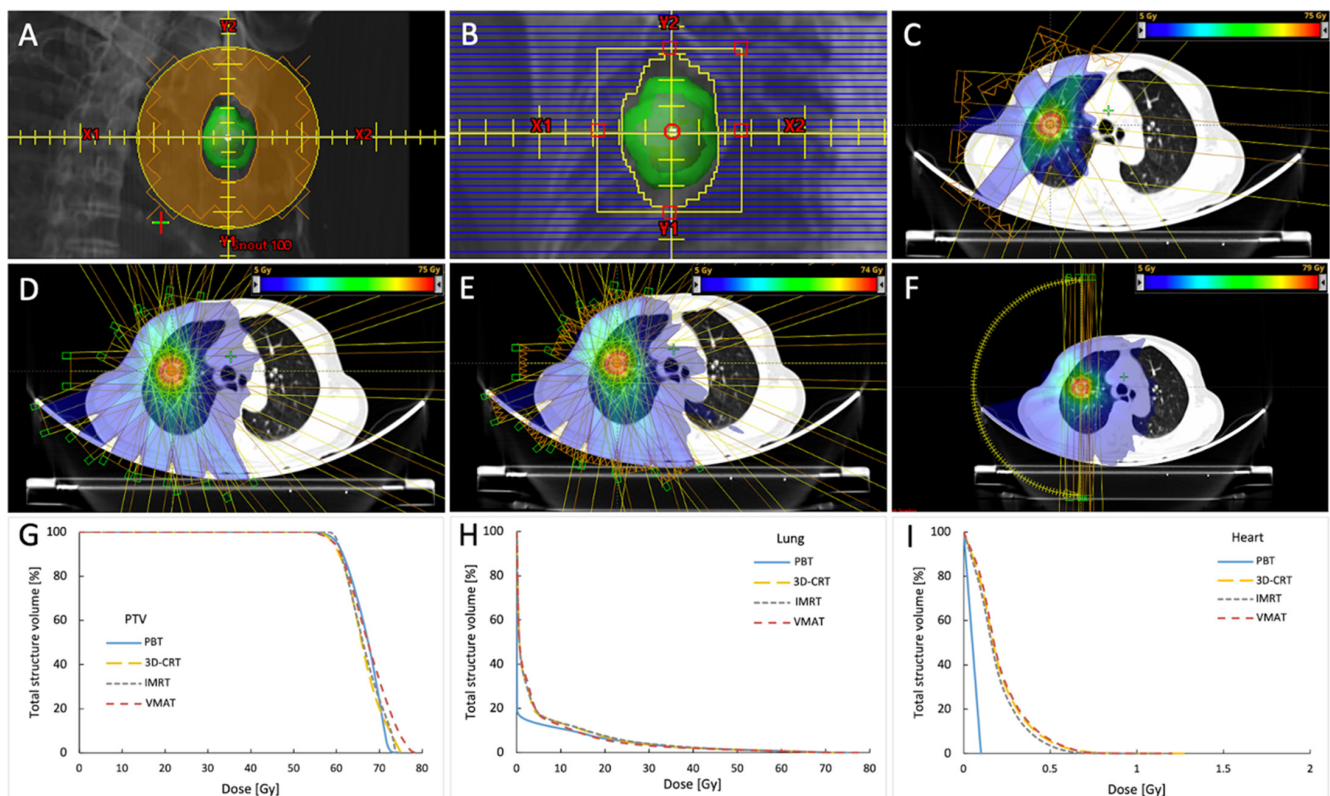 A
Y2
X1
X2
Y1
Snout 100
B
Y2
X1
X2
Y1
C
5 Gy
75 Gy
D
5 Gy
75 Gy
E
5 Gy
74 Gy
F
5 Gy
79 Gy
G
Total structure volume [%]
100
80
60
40
20
0
PTV
PBT
3D-CRT
IMRT
VMAT
0 10 20 30 40 50 60 70 80
Dose [Gy]
H
Total structure volume [%]
100
80
60
40
20
0
Lung
PBT
3D-CRT
IMRT
VMAT
0 10 20 30 40 50 60 70 80
Dose [Gy]
I
Total structure volume [%]
100
80
60
40
20
0
Heart
PBT
3D-CRT
IMRT
VMAT
0 0.5 1 1.5 2
Dose [Gy]